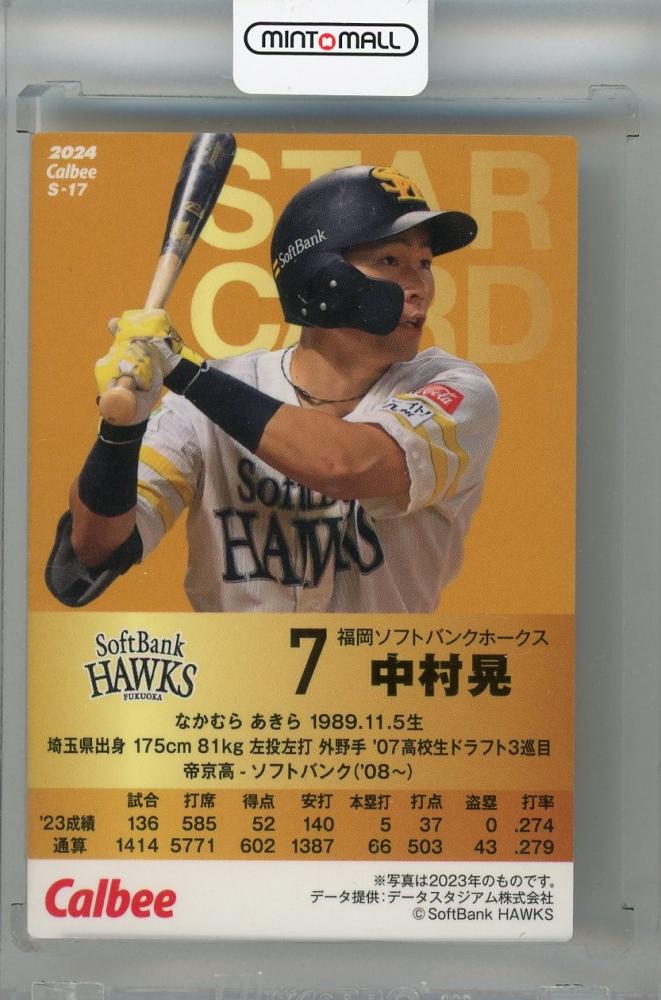 MINT MALL
2024
Calbee
S-17
STAR
CARD
SoftBank
Coca-Cola
SoftBank
HAWKS
SoftBank
HAWKS
FUKUOKA
7 福岡ソフトバンクホークス
中村晃
なかむら あきら 1989.11.5生
埼玉県出身 175cm 81kg 左投左打 外野手 '07高校生ドラフト3巡目
帝京高 - ソフトバンク('08〜)
試合 打席 得点 安打 本塁打 打点 盗塁 打率
'23成績 136 585 52 140 5 37 0 .274
通算 1414 5771 602 1387 66 503 43 .279
Calbee
※写真は2023年のものです。
データ提供:データスタジアム株式会社
©SoftBank HAWKS